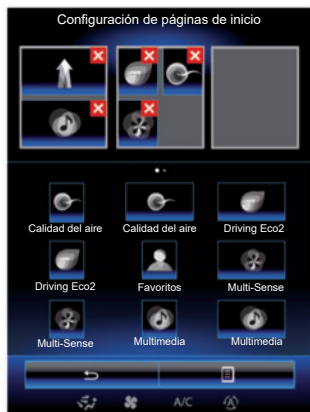 Configuración de páginas de inicio
Calidad del aire
Calidad del aire
Driving Eco2
Driving Eco2
Favoritos
Multi-Sense
Multi-Sense
Multimedia
Multimedia
A/C